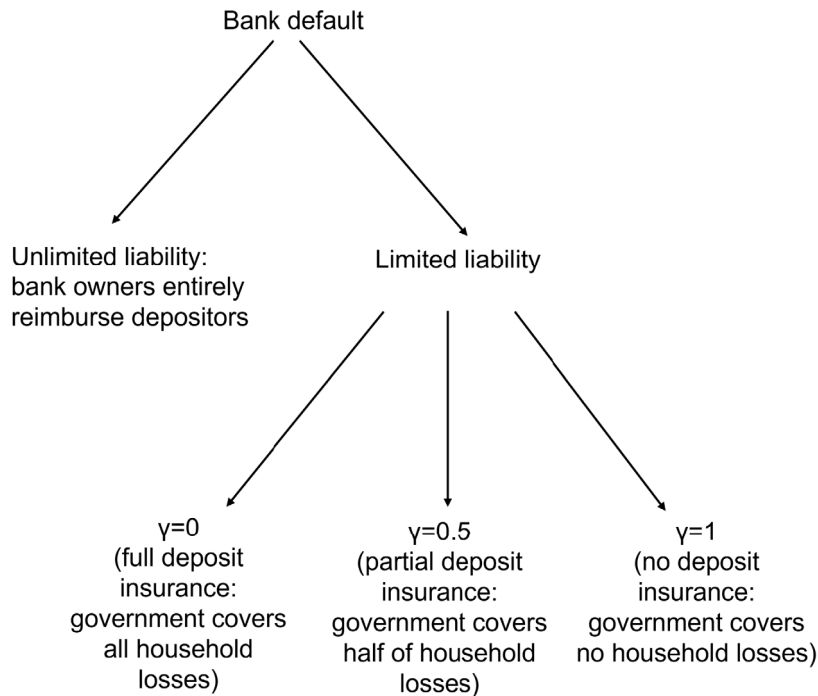 Bank default
Unlimited liability:
bank owners entirely
reimburse depositors
Limited liability
γ=0
(full deposit
insurance:
government covers
all household
losses)
γ=0.5
(partial deposit
insurance:
government covers
half of household
losses)
γ=1
(no deposit
insurance:
government covers
no household losses)